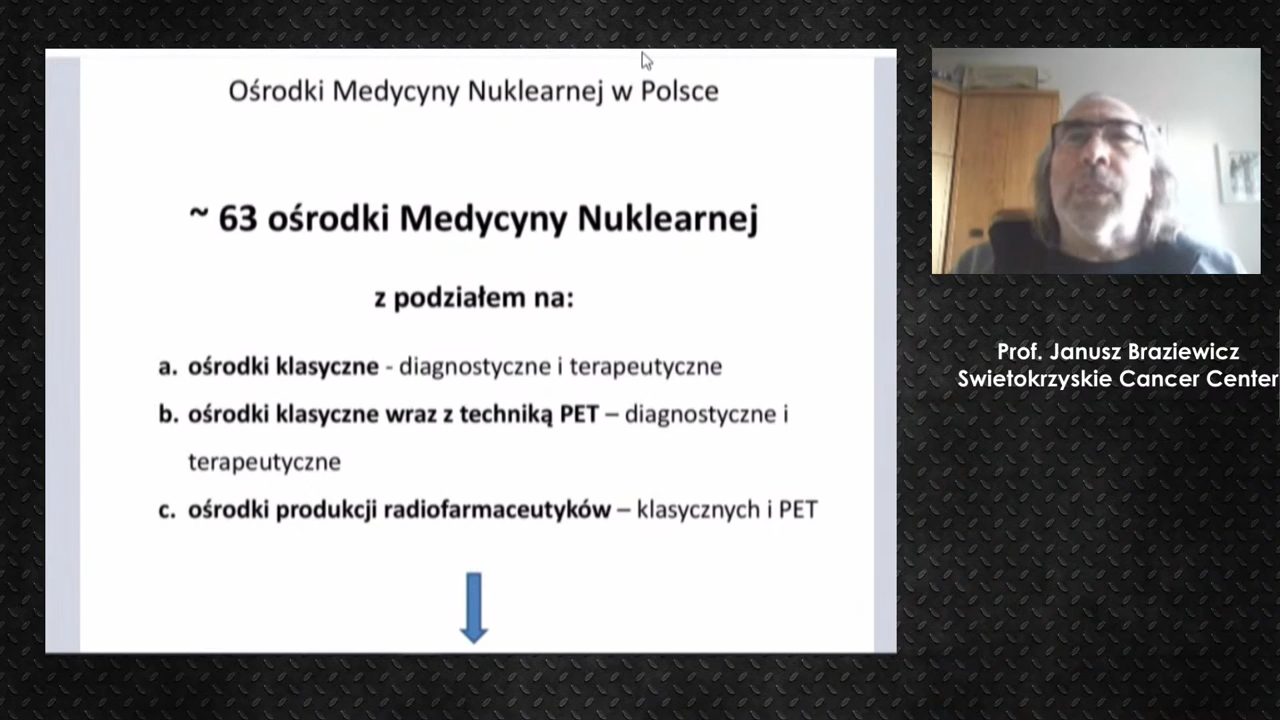 Ośrodki Medycyny Nuklearnej w Polsce
~ 63 ośrodki Medycyny Nuklearnej
z podziałem na:
a. ośrodki klasyczne - diagnostyczne i terapeutyczne
b. ośrodki klasyczne wraz z techniką PET – diagnostyczne i
terapeutyczne
c. ośrodki produkcji radiofarmaceutyków – klasycznych i PET
Prof. Janusz Braziewicz
Swietokrzyskie Cancer Center